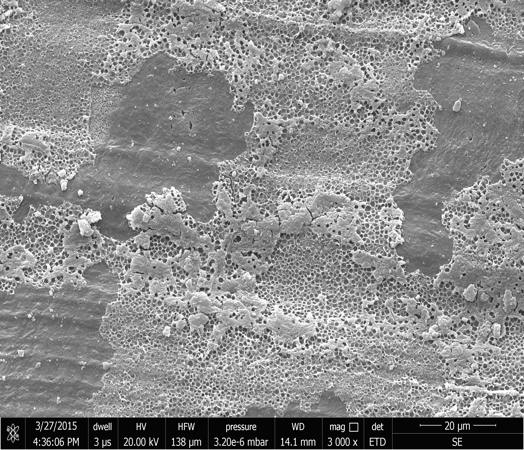 3/27/2015 dwell HV HFW pressure WD mag □ det 20 µm
4:36:06 PM 3 µs 20.00 kV 138 µm 3.20e-6 mbar 14.1 mm 3 000 x ETD SE